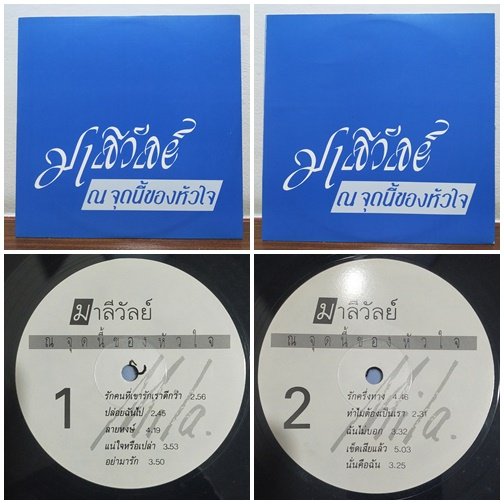 มาลีวัลย์
ณ จุดนี้ของหัวใจ
มาลีวัลย์
ณ จุดนี้ของหัวใจ
มาลีวัลย์
ณ จุดนี้ของหัวใจ
1
รักคนที่เขารักเราดีกว่า 2.56
ปล่อยฉันไป 2.45
ลายหงษ์ 4.19
แน่ใจหรือเปล่า 3.53
อย่ามารัก 3.50
มาลีวัลย์
ณ จุดนี้ของหัวใจ
2
รักครึ่งทาง 4.46
ทำไมต้องเป็นเรา 2.31
ฉันไม่บอก 3.32
เข็ดเสียแล้ว 5.03
นั่นคือฉัน 3.25